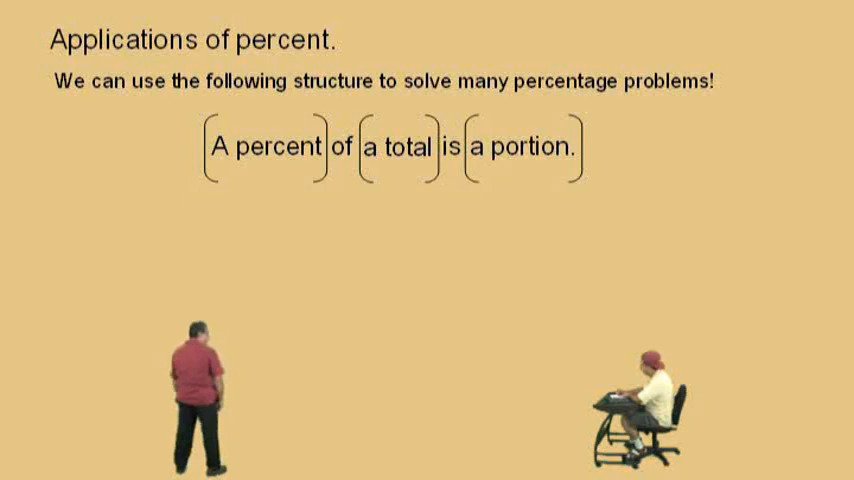 Applications of percent.
We can use the following structure to solve many percentage problems!
A percent of a total is a portion.